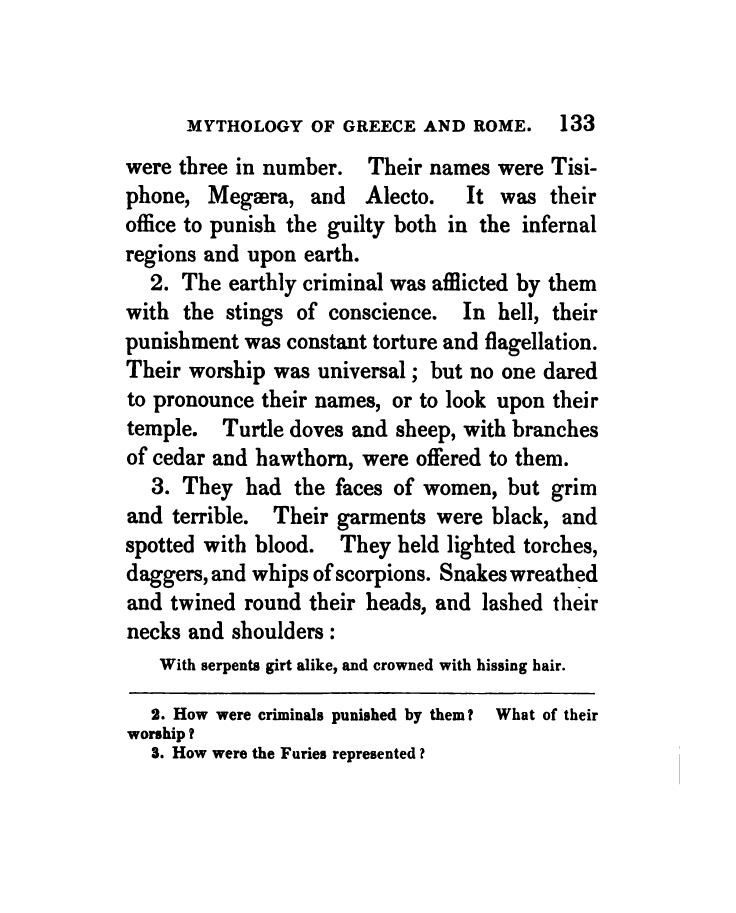 MYTHOLOGY OF GREECE AND ROME. 133
were three in number. Their names were Tisi-
phone, Megæra, and Alecto. It was their
office to punish the guilty both in the infernal
regions and upon earth.
2. The earthly criminal was afflicted by them
with the stings of conscience. In hell, their
punishment was constant torture and flagellation.
Their worship was universal ; but no one dared
to pronounce their names, or to look upon their
temple. Turtle doves and sheep, with branches
of cedar and hawthorn, were offered to them.
3. They had the faces of women, but grim
and terrible. Their garments were black, and
spotted with blood. They held lighted torches,
daggers, and whips of scorpions. Snakes wreathed
and twined round their heads, and lashed their
necks and shoulders :
With serpents girt alike, and crowned with hissing hair.
2. How were criminals punished by them? What of their
worship?
3. How were the Furies represented?